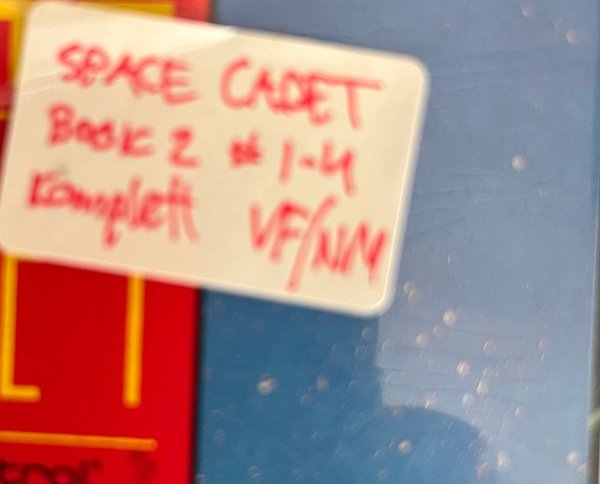 SPACE CADET
Book 2 # 1-4
Komplett VF/NM